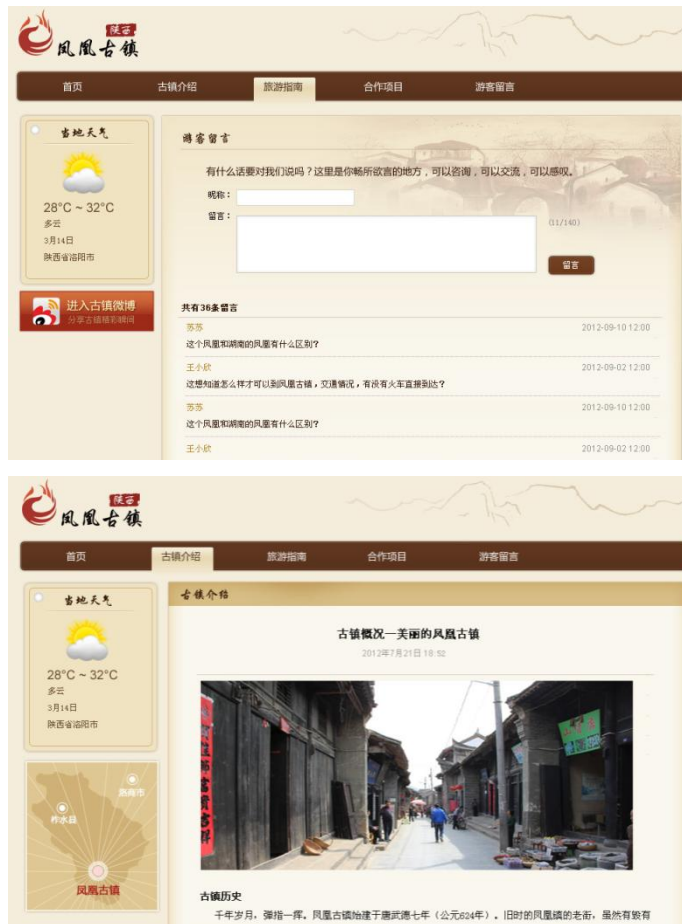 陕西
凤凰古镇
首页 古镇介绍 旅游指南 合作项目 游客留言
当地天气
28°C ~ 32°C
多云
3月14日
陕西省洛阳市
进入古镇微博
分享古镇精彩瞬间
游客留言
有什么话要对我们说吗？这里是你畅所欲言的地方，可以咨询，可以交流，可以感叹。
昵称：
留言：
(11/140)
留言
共有36条留言
苏苏 2012-09-10 12:00
这个凤凰和湖南的凤凰有什么区别？
王小欣 2012-09-02 12:00
这想知道怎么样才可以到凤凰古镇，交通情况，有没有火车直接到达？
苏苏 2012-09-10 12:00
这个凤凰和湖南的凤凰有什么区别？
王小欣 2012-09-02 12:00
陕西
凤凰古镇
首页 古镇介绍 旅游指南 合作项目 游客留言
当地天气
28°C ~ 32°C
多云
3月14日
陕西省洛阳市
柞水县
凤凰古镇
古镇介绍
古镇概况—美丽的凤凰古镇
2012年7月21日 18:52
古镇历史
千年岁月，弹指一挥。凤凰古镇始建于唐武德七年（公元624年）。旧时的凤凰镇的老街，虽然有毁有